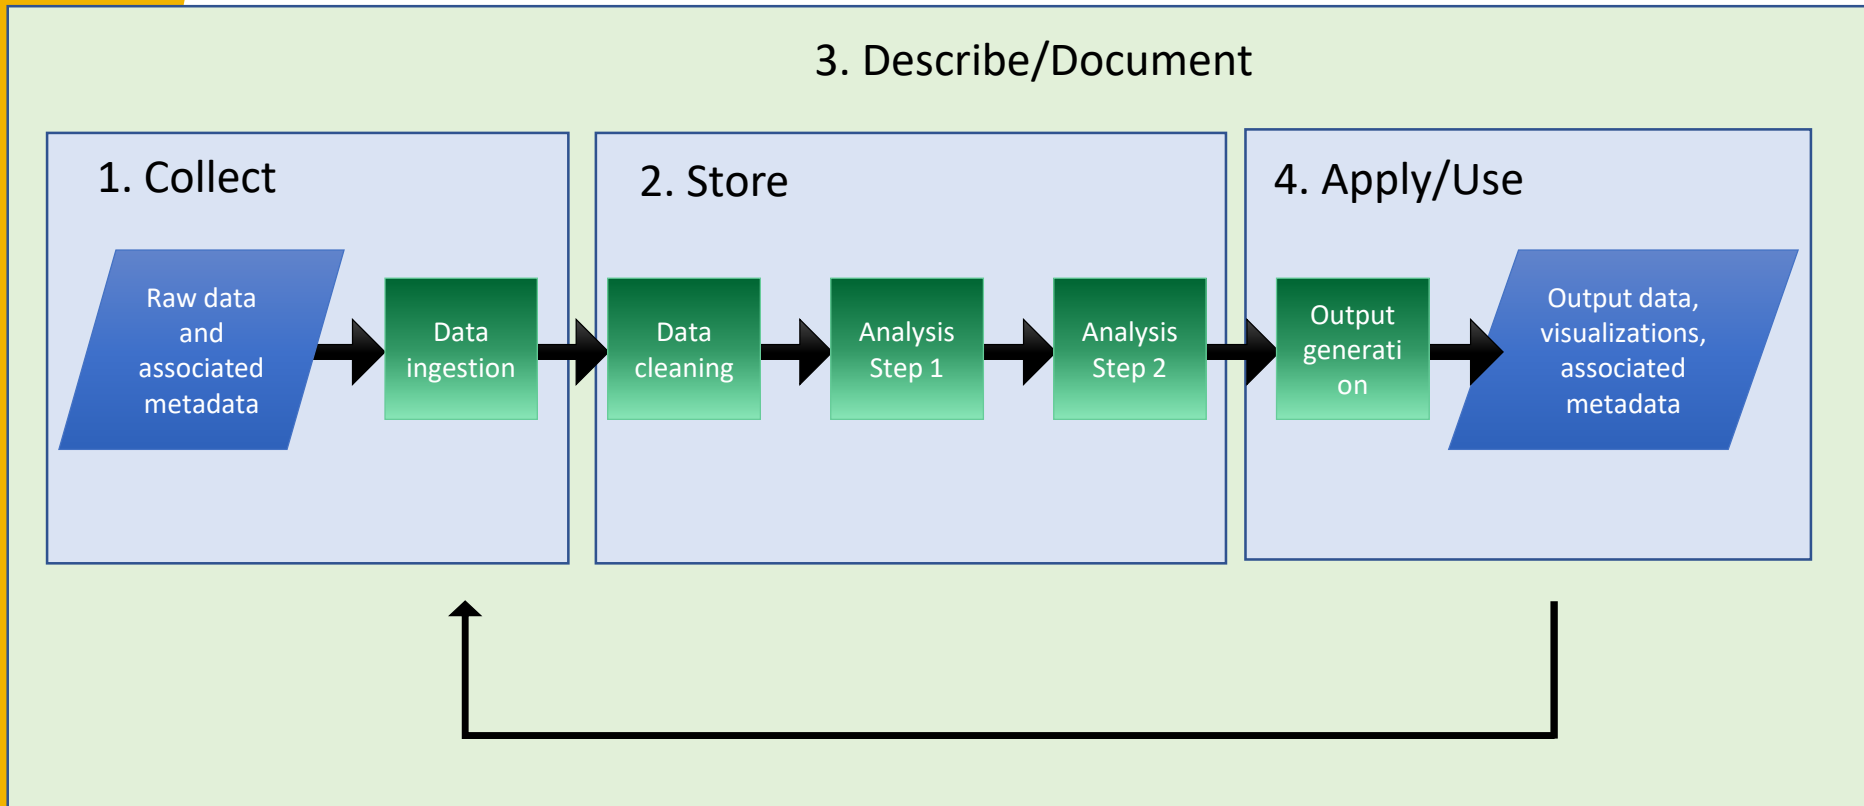 3. Describe/Document
1. Collect
2. Store
4. Apply/Use
Raw data
and
associated
metadata
Data
ingestion
Data
cleaning
Analysis
Step 1
Analysis
Step 2
Output
generati
on
Output data,
visualizations,
associated
metadata